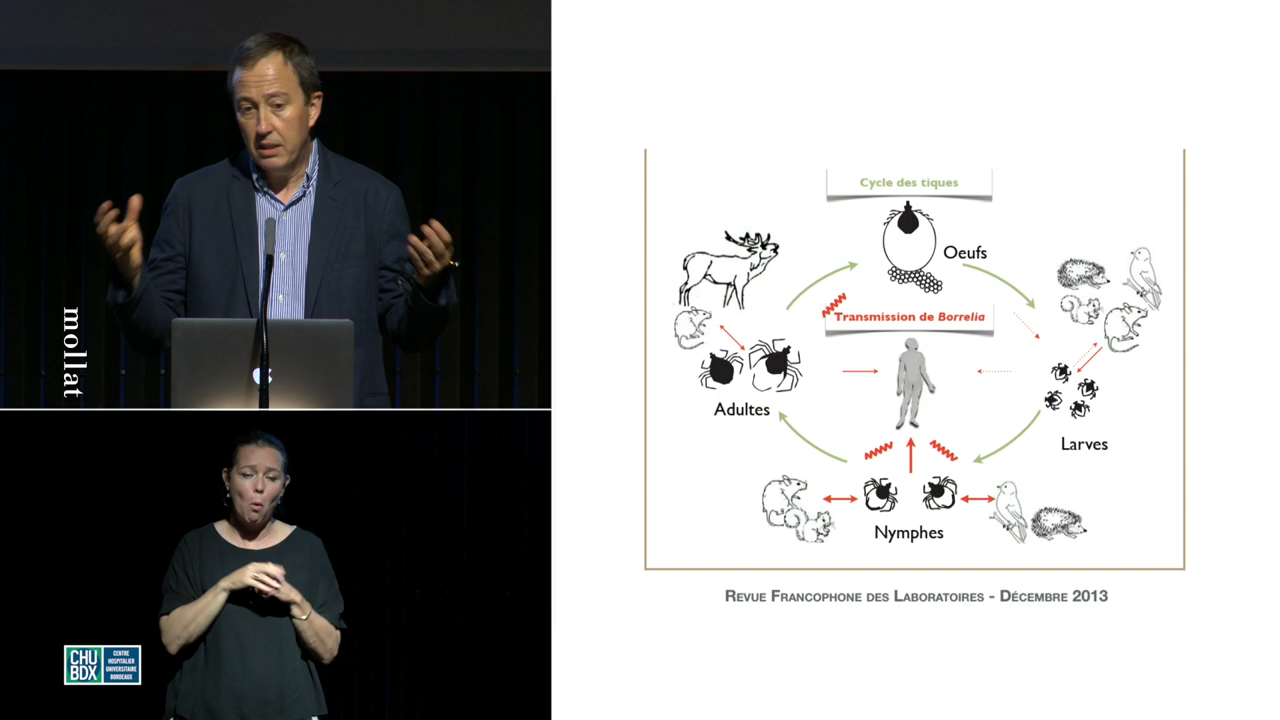 mollat
CHU
BDX
CENTRE
HOSPITALIER
UNIVERSITAIRE
BORDEAUX
Cycle des tiques
Oeufs
Transmission de Borrelia
Adultes
Larves
Nymphes
Revue Francophone des Laboratoires - Décembre 2013